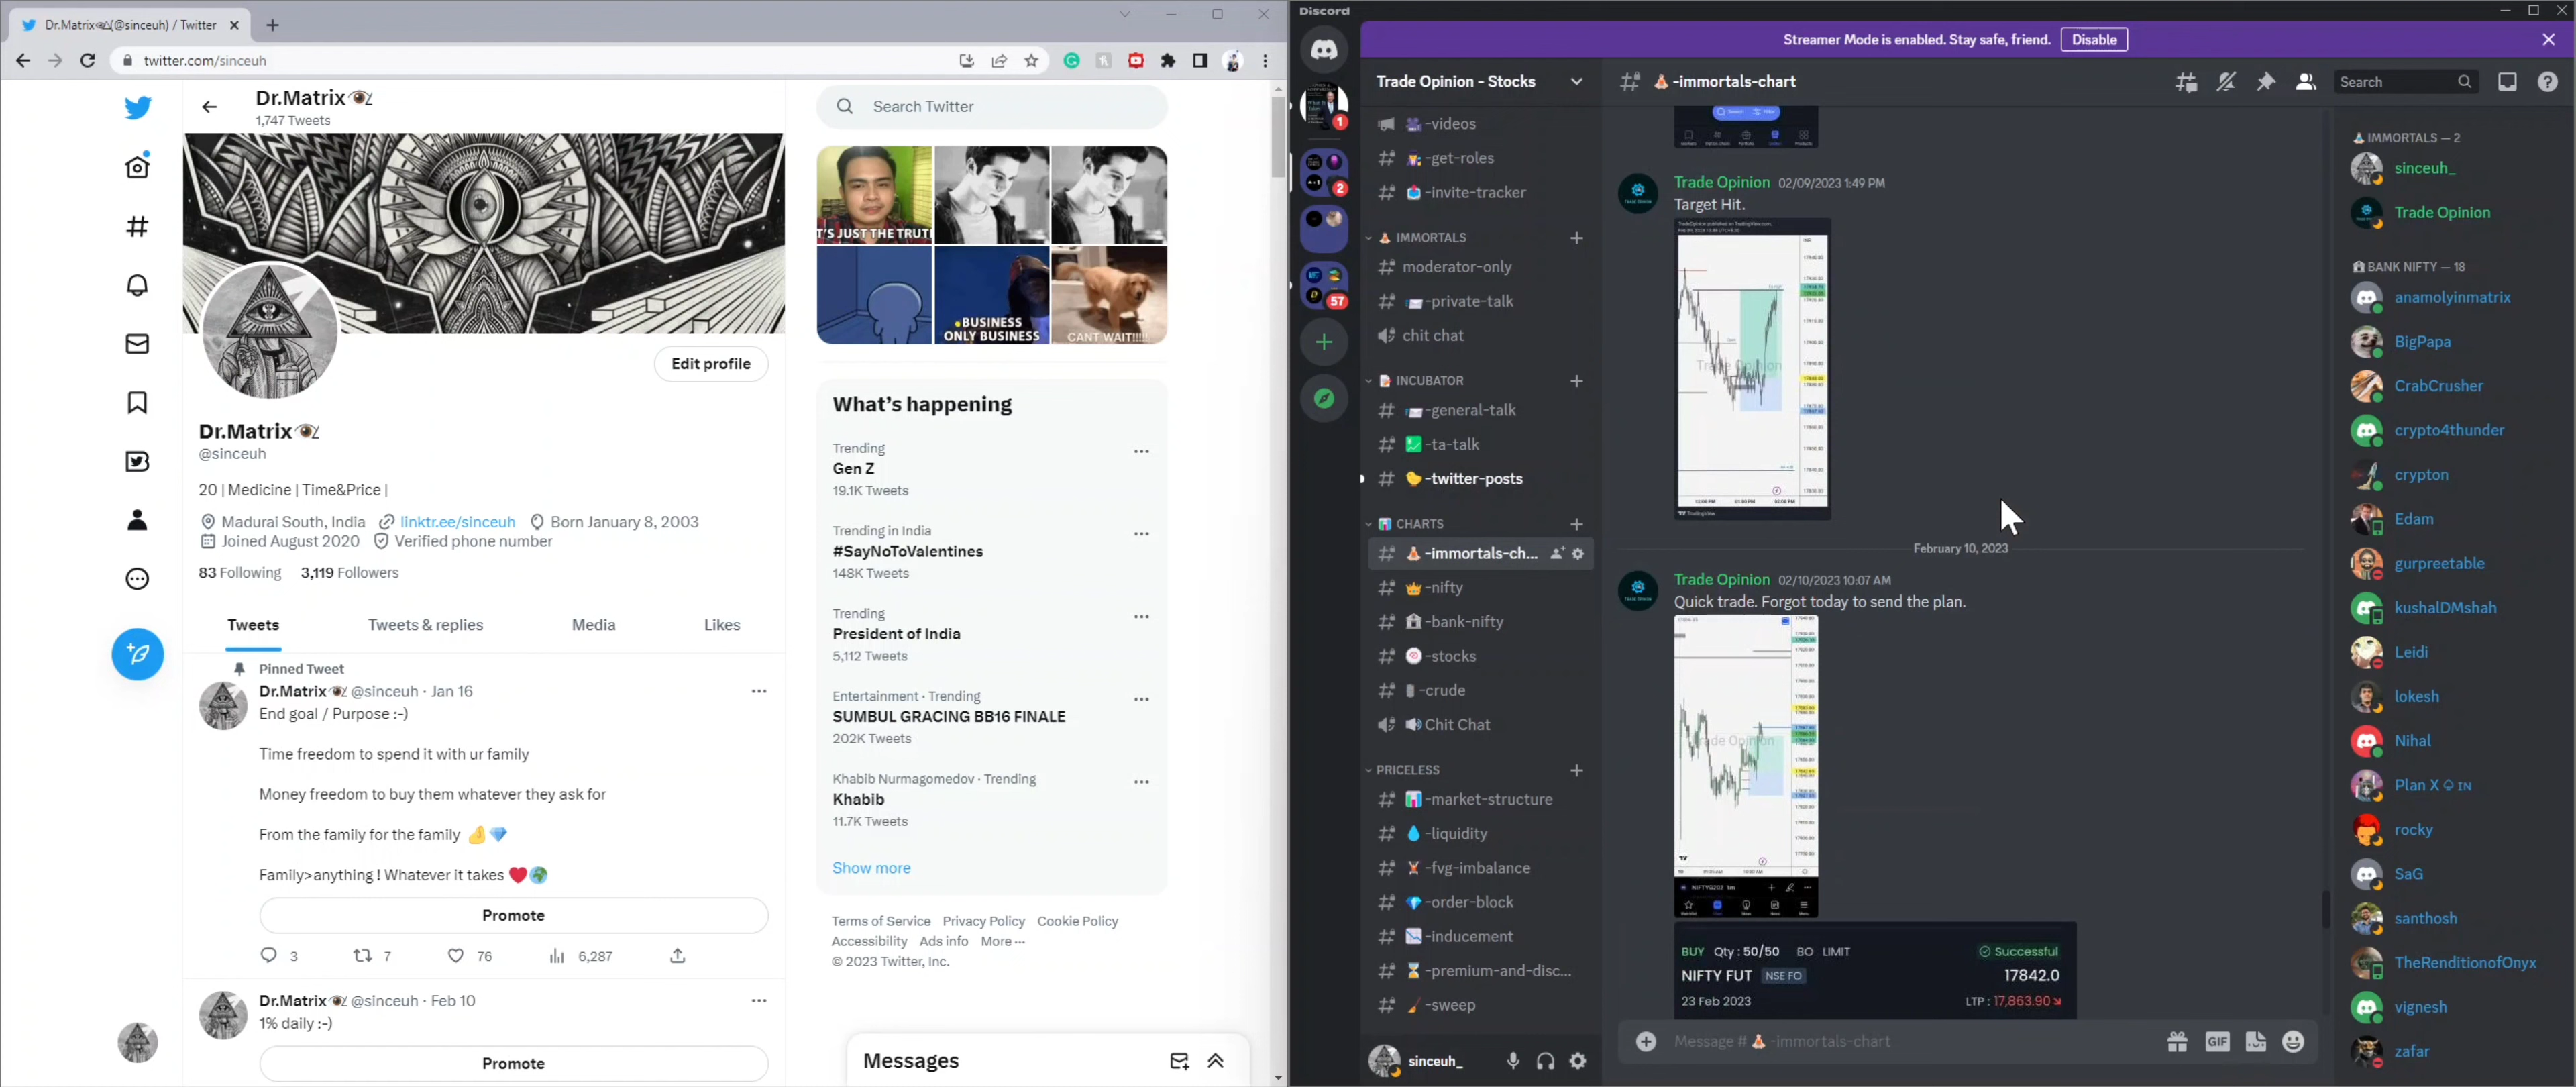 Dr.Matrix (@sinceuh) / Twitter
twitter.com/sinceuh
Dr.Matrix
1,747 Tweets
Edit profile
Dr.Matrix
@sinceuh
20 | Medicine | Time&Price |
Madurai South, India linktr.ee/sinceuh Born January 8, 2003
Joined August 2020 Verified phone number
83 Following 3,119 Followers
Tweets Tweets & replies Media Likes
Pinned Tweet
Dr.Matrix @sinceuh · Jan 16
End goal / Purpose :-)
Time freedom to spend it with ur family
Money freedom to buy them whatever they ask for
From the family for the family
Family>anything ! Whatever it takes
Promote
3 7 76 6,287
Dr.Matrix @sinceuh · Feb 10
1% daily :-)
Promote
Search Twitter
T'S JUST THE TRUTH
BUSINESS
ONLY BUSINESS
CANT WAIT!!!!!
What's happening
Trending
Gen Z
19.1K Tweets
Trending in India
#SayNoToValentines
148K Tweets
Trending
President of India
5,112 Tweets
Entertainment · Trending
SUMBUL GRACING BB16 FINALE
202K Tweets
Khabib Nurmagomedov · Trending
Khabib
11.7K Tweets
Show more
Terms of Service Privacy Policy Cookie Policy
Accessibility Ads info More ···
© 2023 Twitter, Inc.
Messages
Discord
Streamer Mode is enabled. Stay safe, friend. Disable
1
2
57
Trade Opinion - Stocks
-videos
-get-roles
-invite-tracker
IMMORTALS
moderator-only
-private-talk
chit chat
INCUBATOR
-general-talk
-ta-talk
-twitter-posts
CHARTS
-immortals-ch...
-nifty
-bank-nifty
-stocks
-crude
Chit Chat
PRICELESS
-market-structure
-liquidity
-fvg-imbalance
-order-block
-inducement
-premium-and-disc...
-sweep
sinceuh_
-immortals-chart
Search
Trade Opinion 02/09/2023 1:49 PM
Target Hit.
Trade Opinion
TradingView
February 10, 2023
Trade Opinion 02/10/2023 10:07 AM
Quick trade. Forgot today to send the plan.
Trade Opinion
BUY Qty : 50/50 BO LIMIT Successful
NIFTY FUT NSE FO 17842.0
23 Feb 2023 LTP : 17,863.90
Message # -immortals-chart
GIF
IMMORTALS — 2
sinceuh_
Trade Opinion
BANK NIFTY — 18
anamolyinmatrix
BigPapa
CrabCrusher
crypto4thunder
crypton
Edam
gurpreetable
kushalDMshah
Leidi
lokesh
Nihal
Plan X IN
rocky
SaG
santhosh
TheRenditionofOnyx
vignesh
zafar